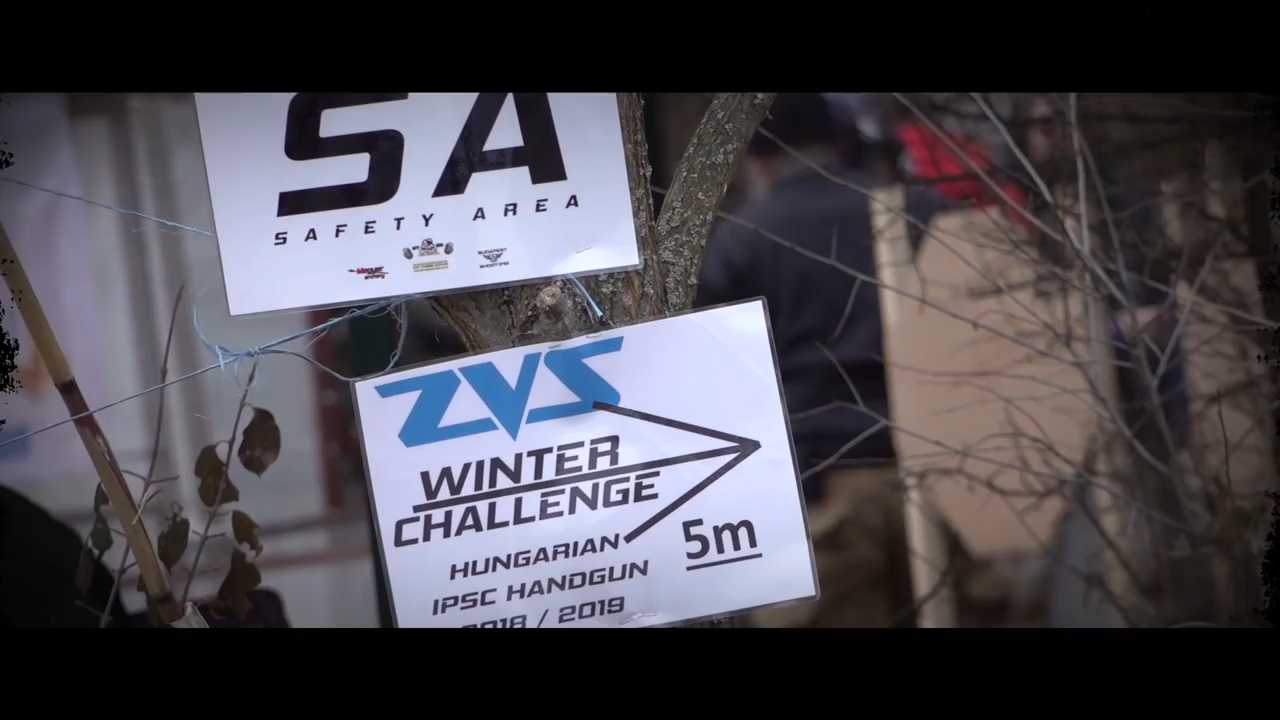 SA
SAFETY AREA
ZVS
WINTER
CHALLENGE
5m
HUNGARIAN
IPSC HANDGUN
2018 / 2019